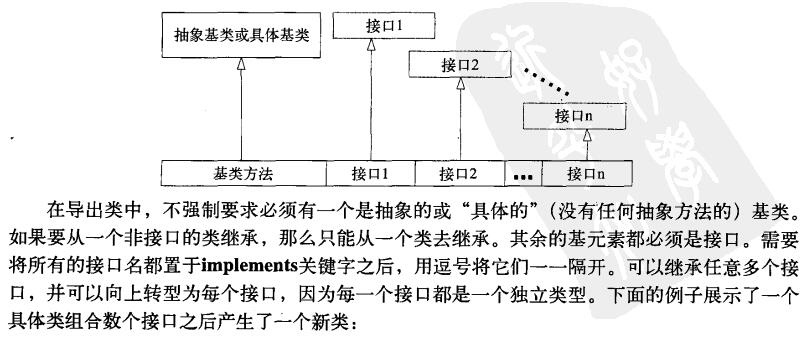 抽象基类或具体基类
接口1
接口2
接口n
基类方法 接口1 接口2 ••• 接口n
在导出类中，不强制要求必须有一个是抽象的或“具体的”（没有任何抽象方法的）基类。
如果要从一个非接口的类继承，那么只能从一个类去继承。其余的基元素都必须是接口。需要
将所有的接口名都置于implements关键字之后，用逗号将它们一一隔开。可以继承任意多个接
口，并可以向上转型为每个接口，因为每一个接口都是一个独立类型。下面的例子展示了一个
具体类组合数个接口之后产生了一个新类：